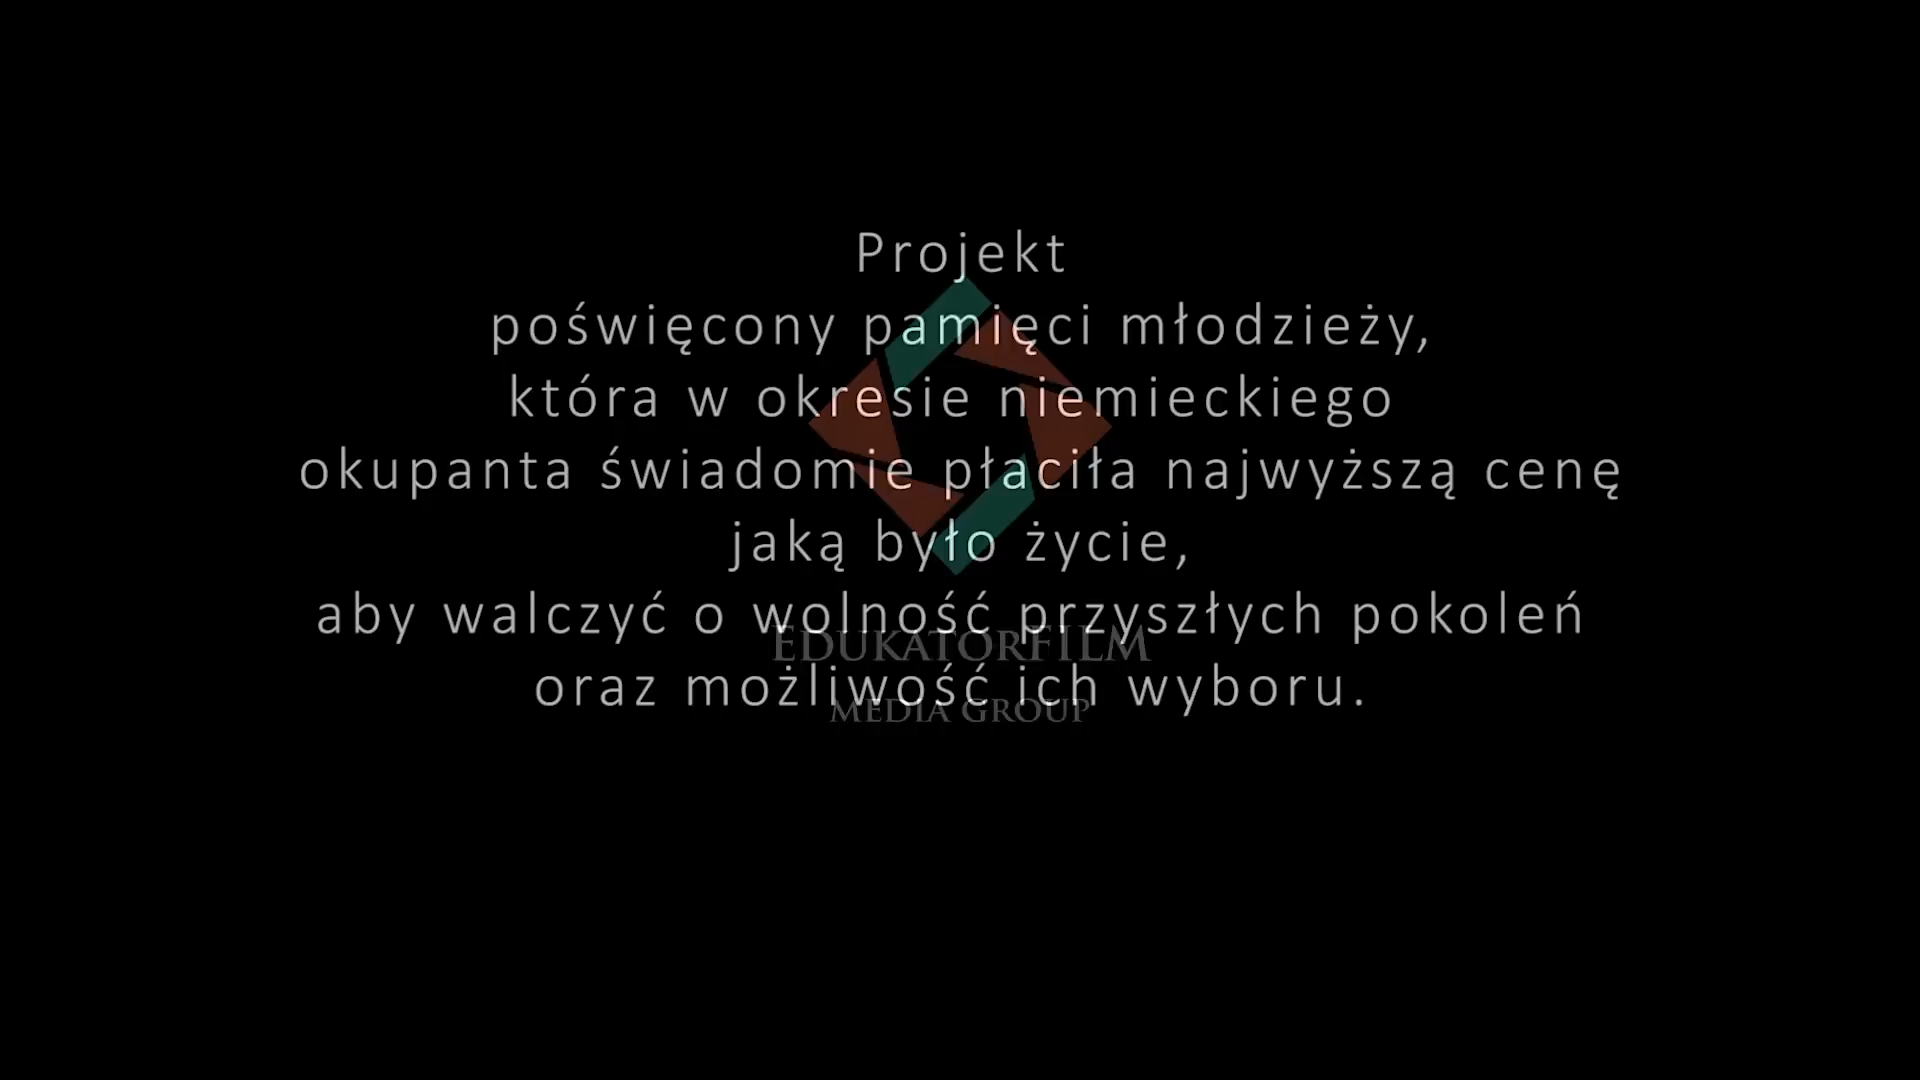 Projekt
poświęcony pamięci młodzieży,
która w okresie niemieckiego
okupanta świadomie płaciła najwyższą cenę
jaką było życie,
aby walczyć o wolność przyszłych pokoleń
EDUKATORFILM
oraz możliwość ich wyboru.
MEDIA GROUP